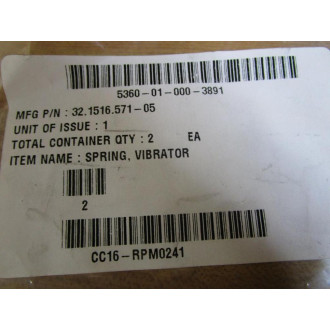 5360-01-000-3891
MFG P/N : 32.1516.571-05
UNIT OF ISSUE : 1
TOTAL CONTAINER QTY : 2 EA
ITEM NAME : SPRING, VIBRATOR
2
CC16-RPM0241